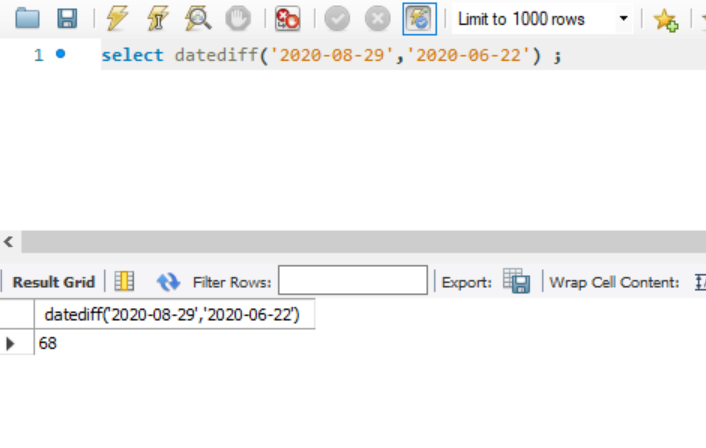 Limit to 1000 rows
1 select datediff('2020-08-29','2020-06-22') ;
Result Grid Filter Rows: Export: Wrap Cell Content:
datediff('2020-08-29','2020-06-22')
68